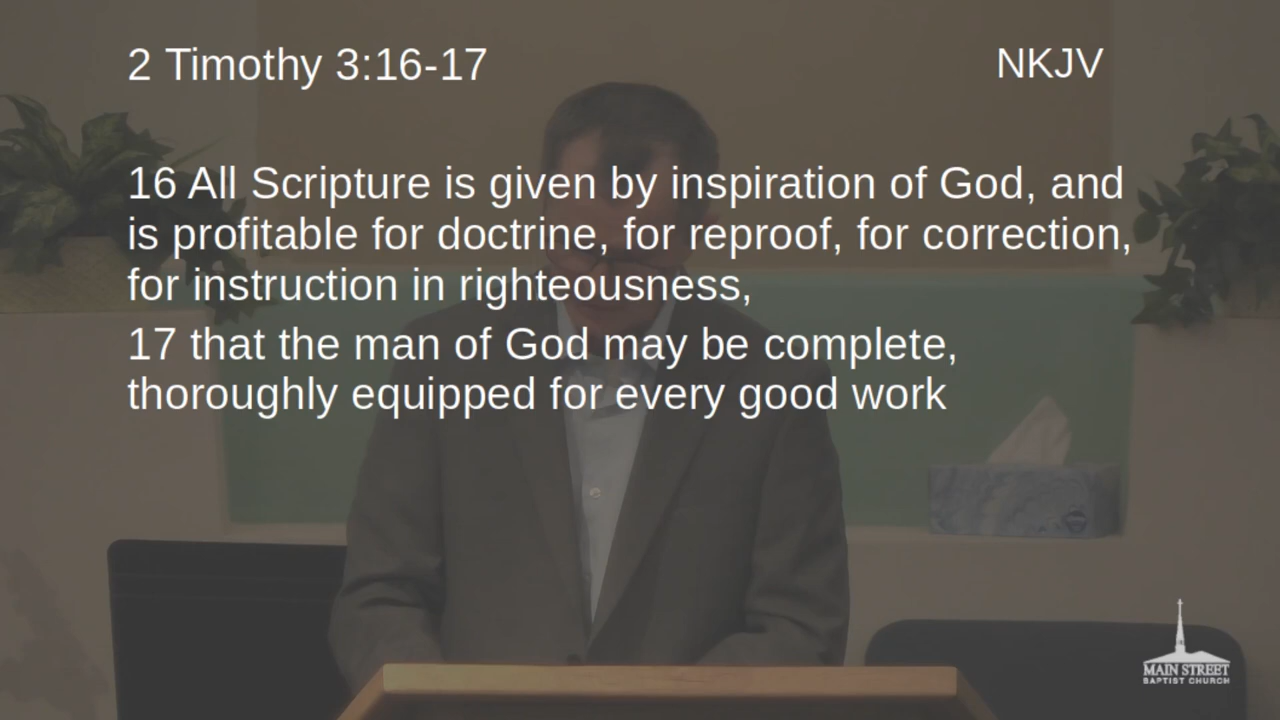 2 Timothy 3:16-17 NKJV
16 All Scripture is given by inspiration of God, and
is profitable for doctrine, for reproof, for correction,
for instruction in righteousness,
17 that the man of God may be complete,
thoroughly equipped for every good work
MAIN STREET
BAPTIST CHURCH